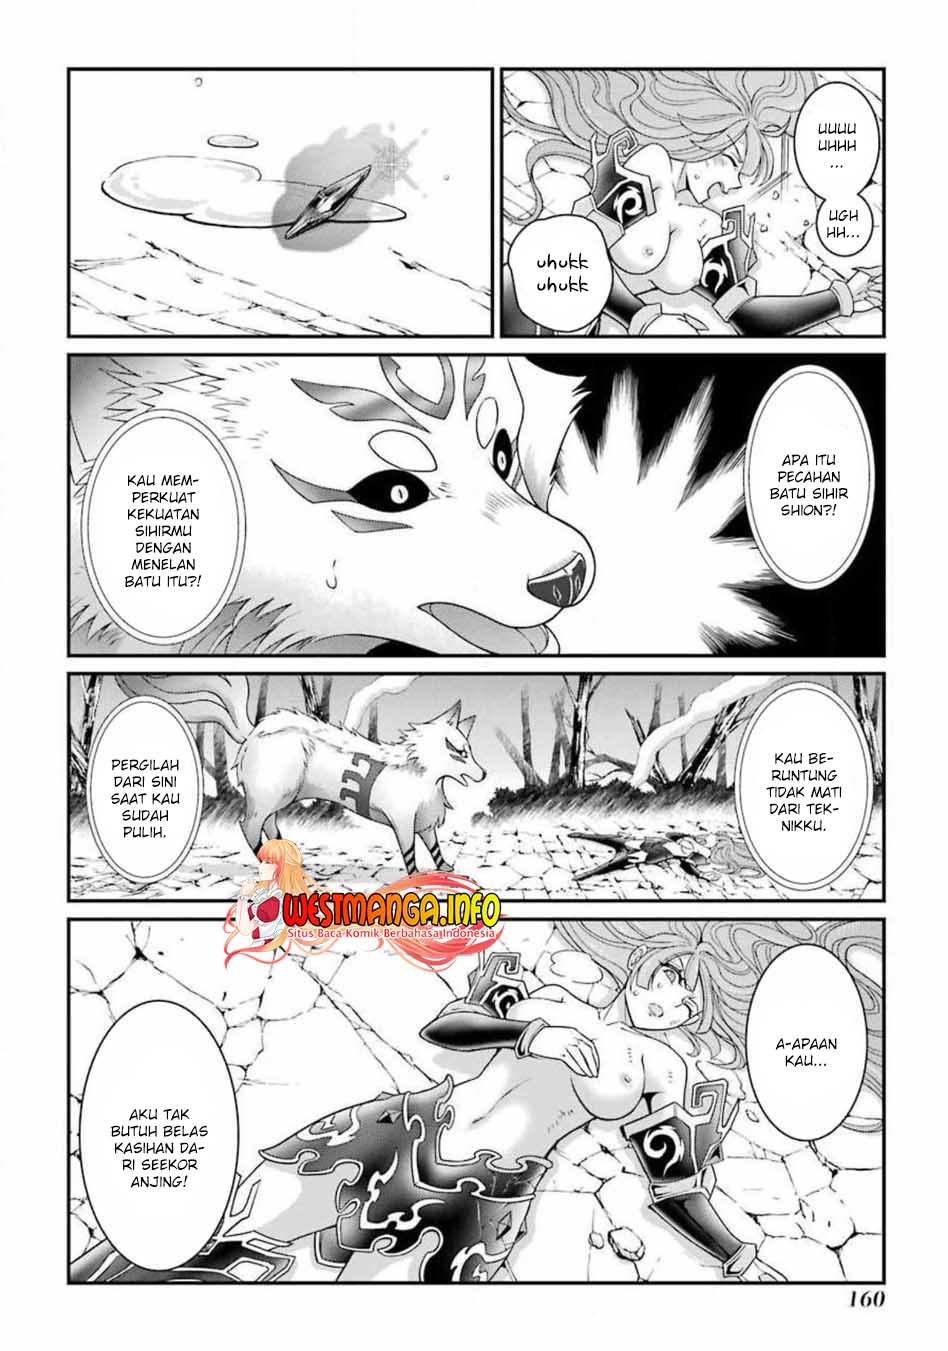 UUUU
UHHH
...
UGH
HH...
UHUKK
UHUKK
APA ITU
PECAHAN
BATU SIHIR
SHION?!
KAU MEM-
PERKUAT
KEKUATAN
SIHIRMU
DENGAN
MENELAN
BATU ITU?!
KAU BE-
RUNTUNG
TIDAK MATI
DARI TEK-
NIKKU.
PERGILAH
DARI SINI
SAAT KAU
SUDAH
PULIH.
WESTMANGA.INFO
Situs Baca Komik Berbahasa Indonesia
A-APAAN
KAU...
AKU TAK
BUTUH BELAS
KASIHAN DA-
RI SEEKOR
ANJING!
160